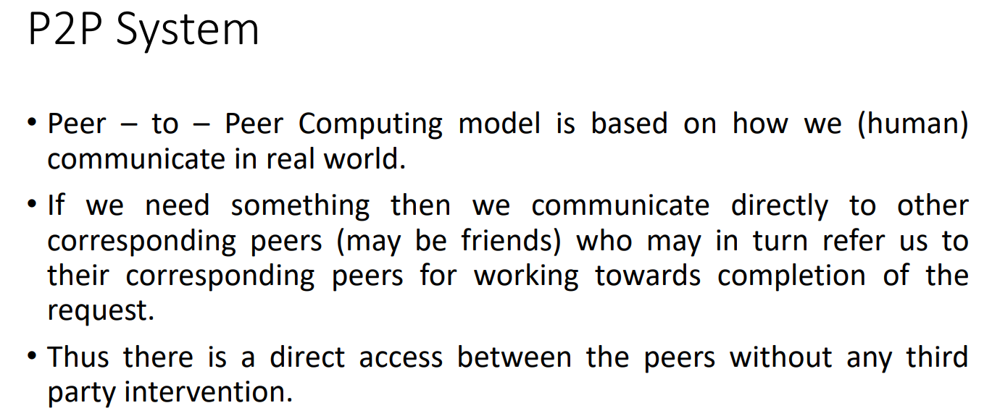 P2P System
• Peer – to – Peer Computing model is based on how we (human)
communicate in real world.
• If we need something then we communicate directly to other
corresponding peers (may be friends) who may in turn refer us to
their corresponding peers for working towards completion of the
request.
• Thus there is a direct access between the peers without any third
party intervention.